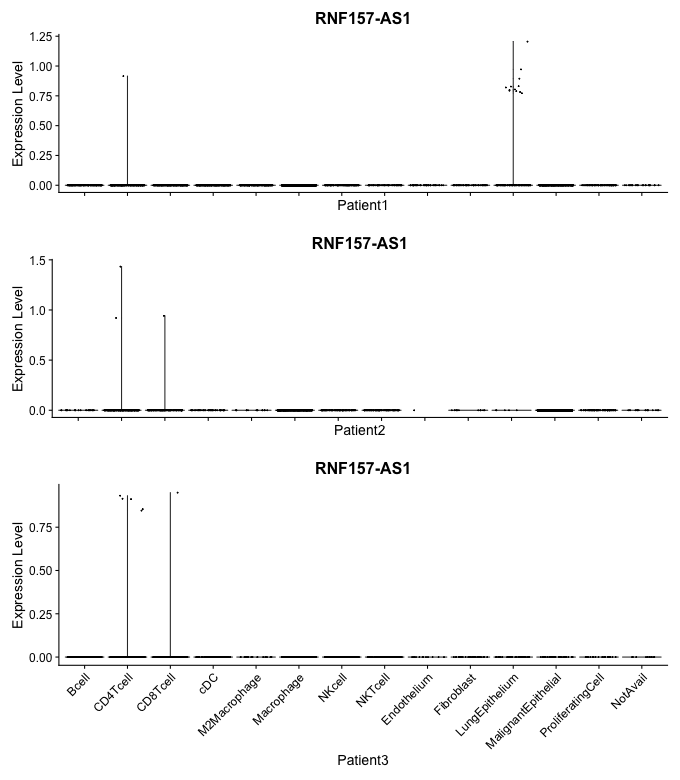 RNF157-AS1
Expression Level
1.25
1.00
0.75
0.50
0.25
0.00
Patient1
RNF157-AS1
Expression Level
1.5
1.0
0.5
0.0
Patient2
RNF157-AS1
Expression Level
0.75
0.50
0.25
0.00
Bcell
CD4Tcell
CD8Tcell
cDC
M2Macrophage
Macrophage
NKcell
NKTcell
Endothelium
Fibroblast
LungEpithelium
MalignantEpithelial
ProliferatingCell
NotAvail
Patient3